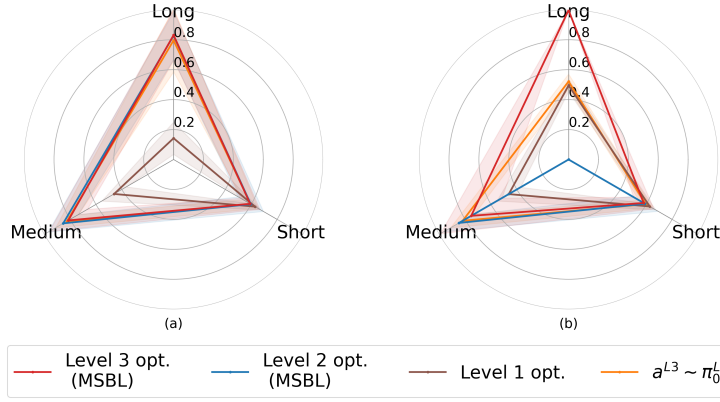 Long
0.8
0.6
0.4
0.2
Medium
Short
(a)
Long
0.8
0.6
0.4
0.2
Medium
Short
(b)
Level 3 opt.
(MSBL)
Level 2 opt.
(MSBL)
Level 1 opt.
a^{L3} ~ π_0^L